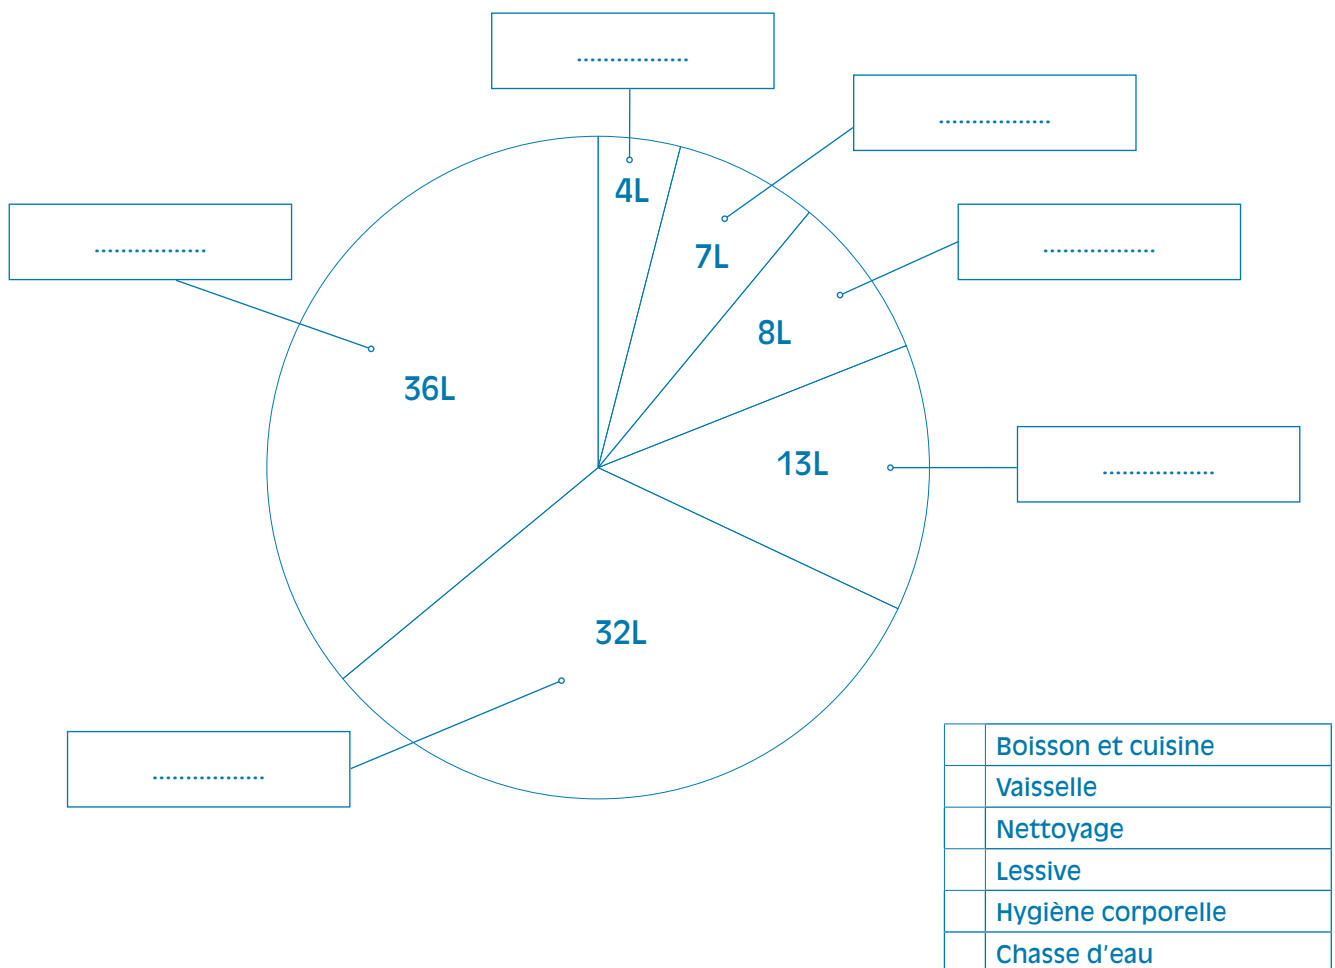 .................
.................
.................
.................
4L
7L
8L
36L
13L
.................
32L
.................
Boisson et cuisine
Vaisselle
Nettoyage
Lessive
Hygiène corporelle
Chasse d'eau